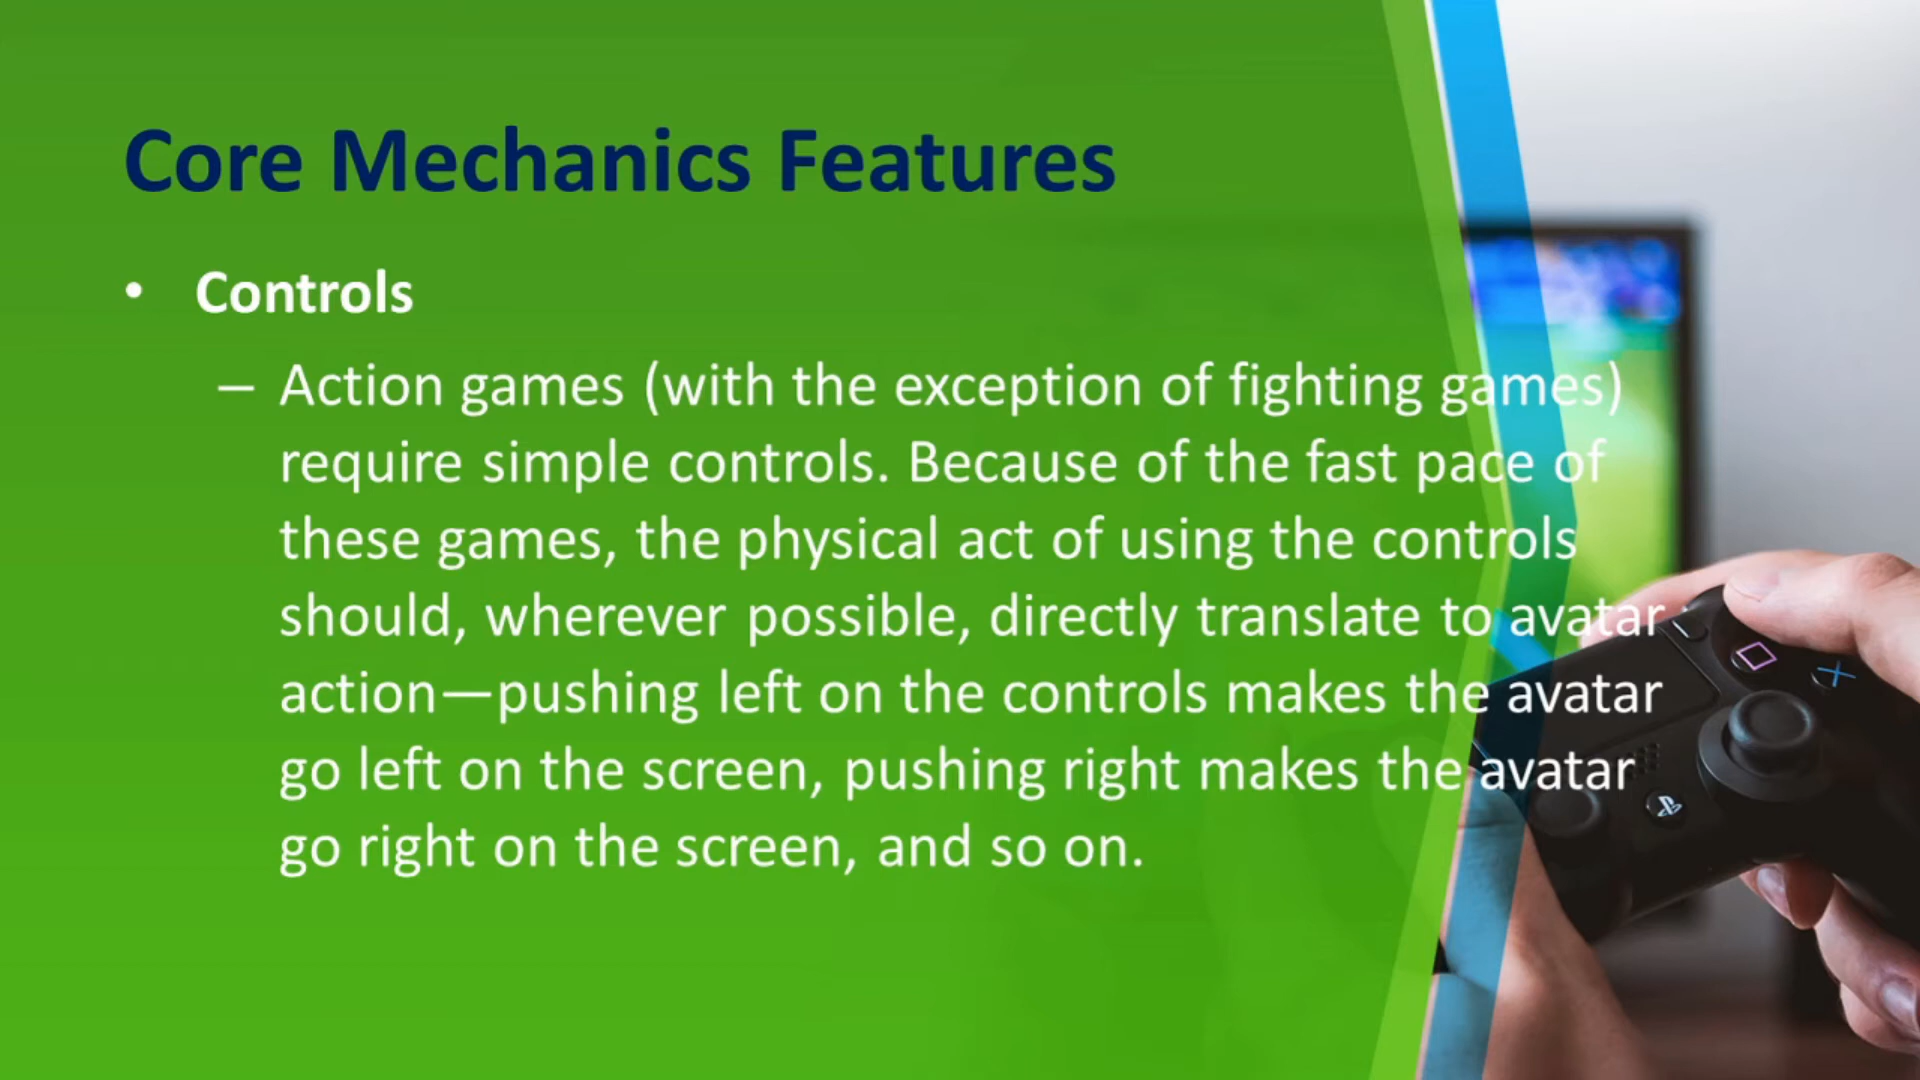 Core Mechanics Features
• Controls
– Action games (with the exception of fighting games)
require simple controls. Because of the fast pace of
these games, the physical act of using the controls
should, wherever possible, directly translate to avatar
action—pushing left on the controls makes the avatar
go left on the screen, pushing right makes the avatar
go right on the screen, and so on.